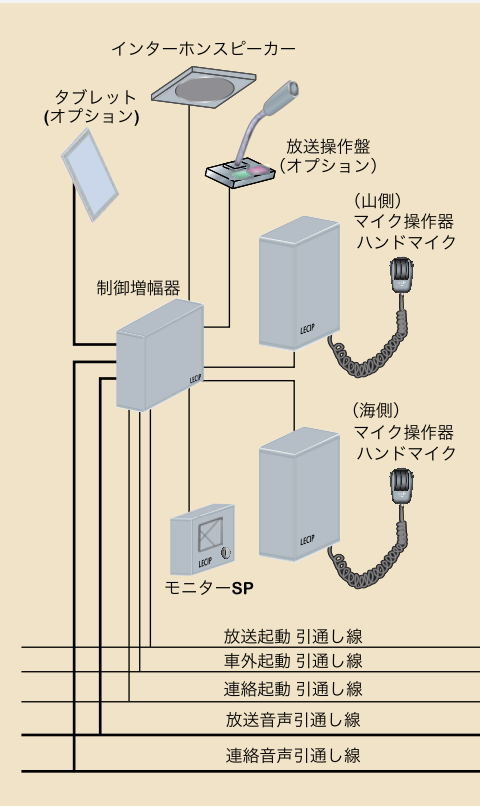 インターホンスピーカー
タブレット
(オプション)
放送操作盤
（オプション）
（山側）
マイク操作器
ハンドマイク
制御増幅器
LECIP
LECIP
（海側）
マイク操作器
ハンドマイク
LECIP
LECIP
モニターSP
放送起動 引通し線
車外起動 引通し線
連絡起動 引通し線
放送音声引通し線
連絡音声引通し線